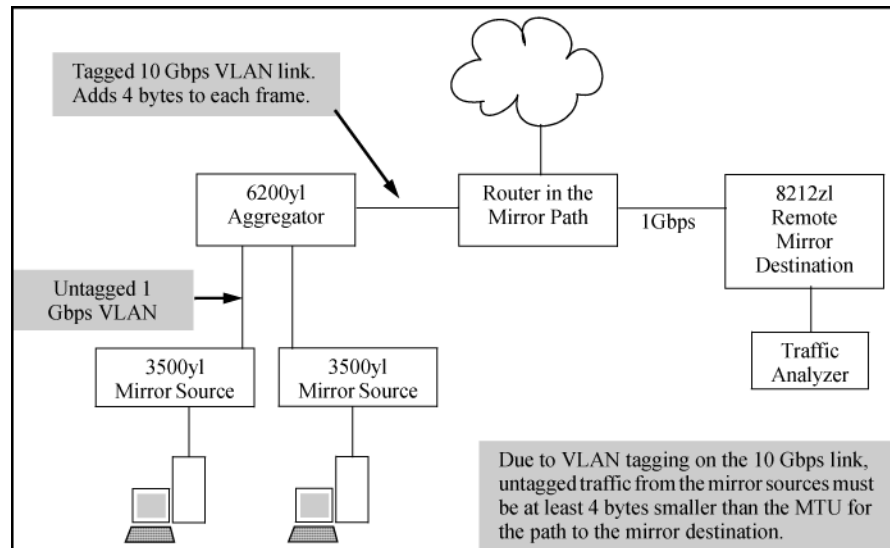 Tagged 10 Gbps VLAN link.
Adds 4 bytes to each frame.
6200yl
Aggregator
Router in the
Mirror Path
1Gbps
8212zl
Remote
Mirror
Destination
Untagged 1
Gbps VLAN
3500yl
Mirror Source
3500yl
Mirror Source
Traffic
Analyzer
Due to VLAN tagging on the 10 Gbps link,
untagged traffic from the mirror sources must
be at least 4 bytes smaller than the MTU for
the path to the mirror destination.